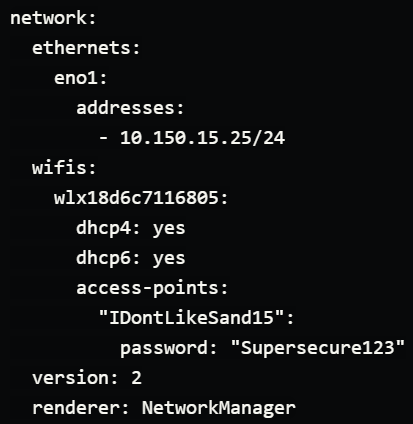 network:
  ethernets:
    eno1:
      addresses:
        - 10.150.15.25/24
  wifis:
    wlx18d6c7116805:
      dhcp4: yes
      dhcp6: yes
      access-points:
        "IDontLikeSand15":
          password: "Supersecure123"
  version: 2
  renderer: NetworkManager